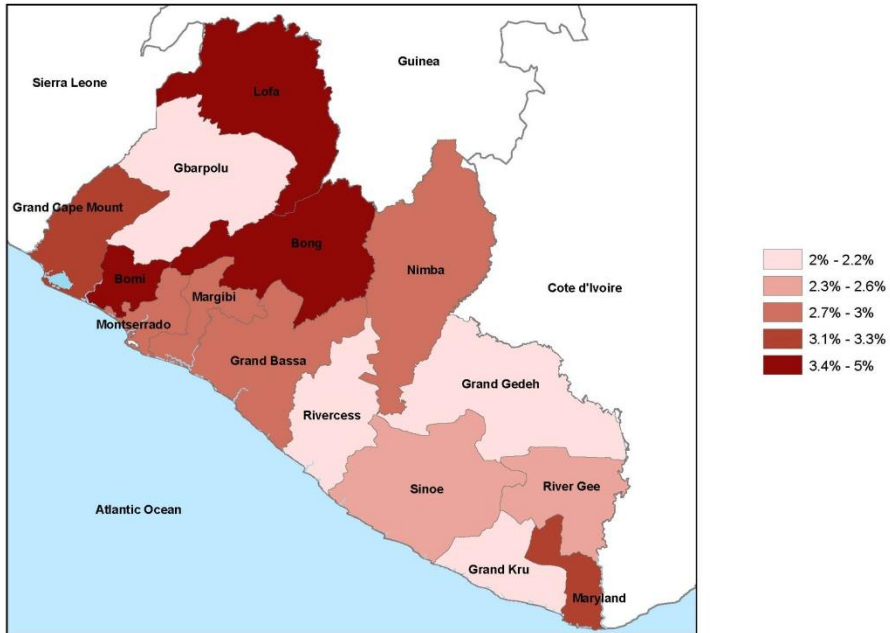 Sierra Leone
Guinea
Lofa
Gbarpolu
Grand Cape Mount
Bong
Bomi
Nimba
Margibi
Montserrado
Cote d'Ivoire
Grand Bassa
Grand Gedeh
Rivercess
Sinoe
River Gee
Atlantic Ocean
Grand Kru
Maryland
2% - 2.2%
2.3% - 2.6%
2.7% - 3%
3.1% - 3.3%
3.4% - 5%